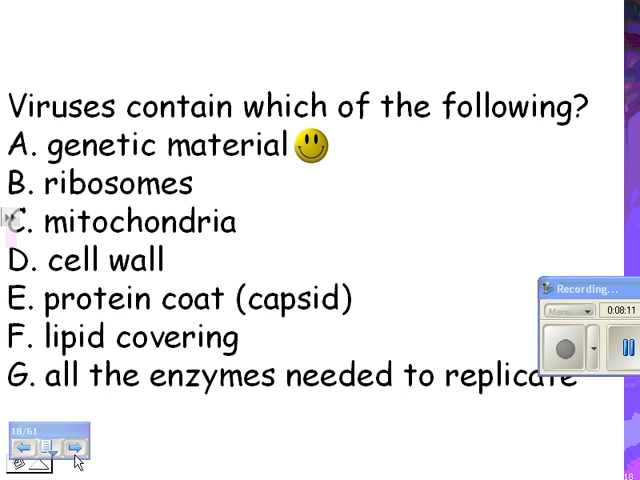 Viruses contain which of the following?
A. genetic material
B. ribosomes
C. mitochondria
D. cell wall
E. protein coat (capsid)
Recording...
Menu
0:08:11
F. lipid covering
G. all the enzymes needed to replicate
18/61
18